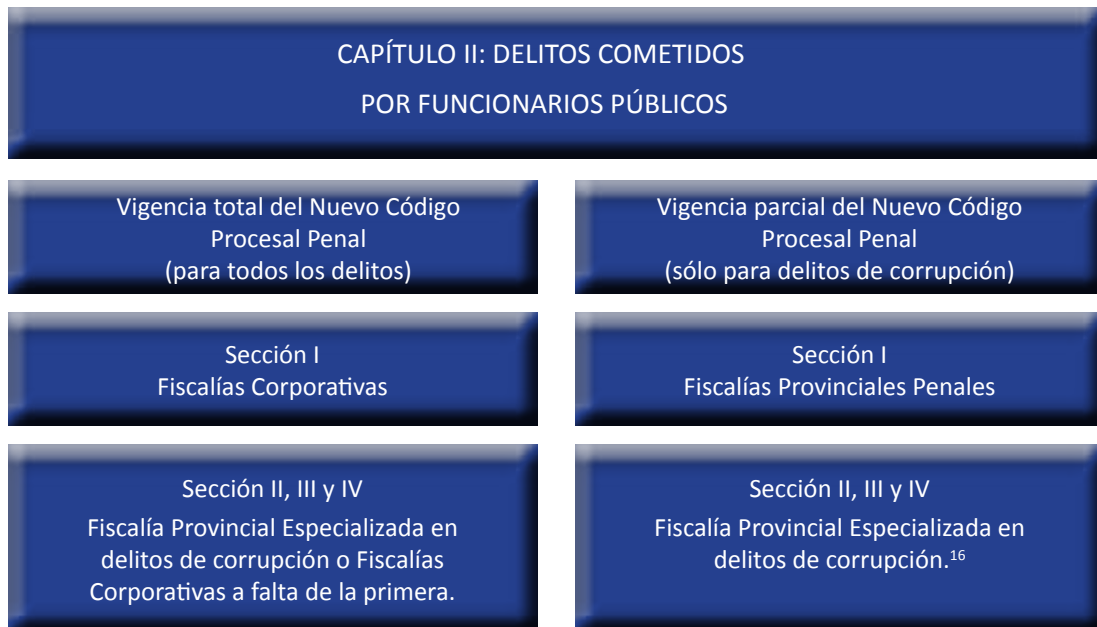 CAPÍTULO II: DELITOS COMETIDOS
POR FUNCIONARIOS PÚBLICOS
Vigencia total del Nuevo Código
Procesal Penal
(para todos los delitos)
Vigencia parcial del Nuevo Código
Procesal Penal
(sólo para delitos de corrupción)
Sección I
Fiscalías Corporativas
Sección I
Fiscalías Provinciales Penales
Sección II, III y IV
Fiscalía Provincial Especializada en
delitos de corrupción o Fiscalías
Corporativas a falta de la primera.
Sección II, III y IV
Fiscalía Provincial Especializada en
delitos de corrupción.16